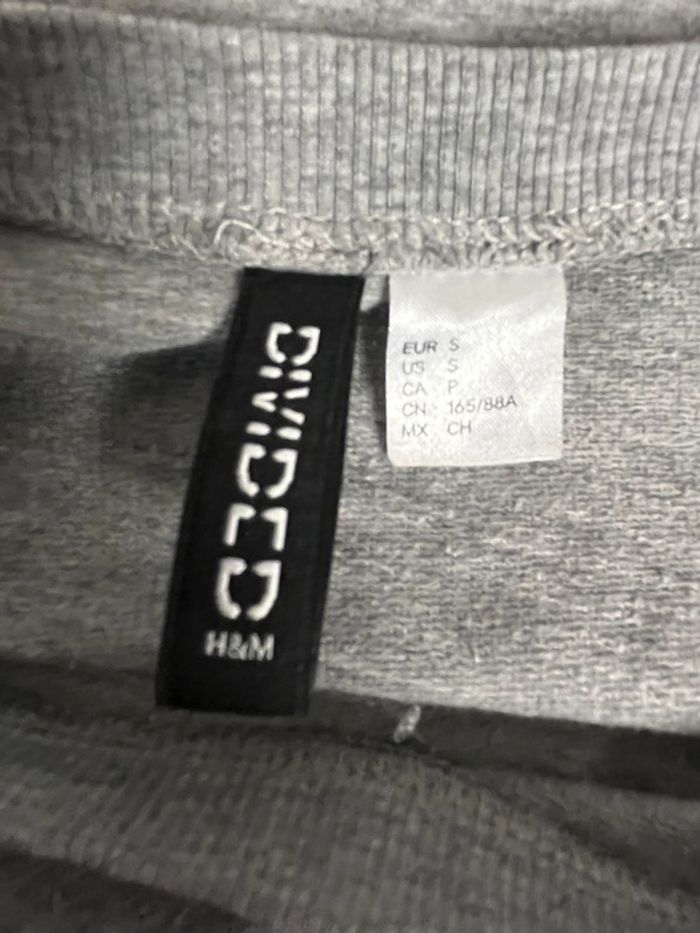 DIVIDED
H&M
EUR S
US S
CA P
CN 165/88A
MX CH